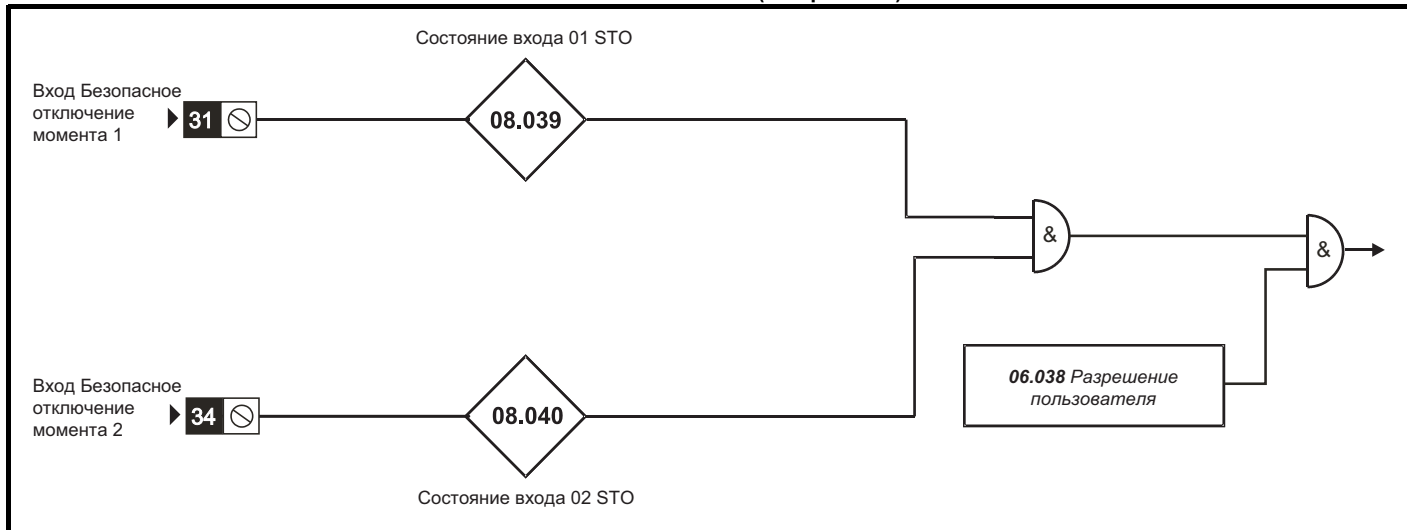 Состояние входа 01 STO
Вход Безопасное
отключение
момента 1
31
08.039
&
&
06.038 Разрешение
пользователя
Вход Безопасное
отключение
момента 2
34
08.040
Состояние входа 02 STO